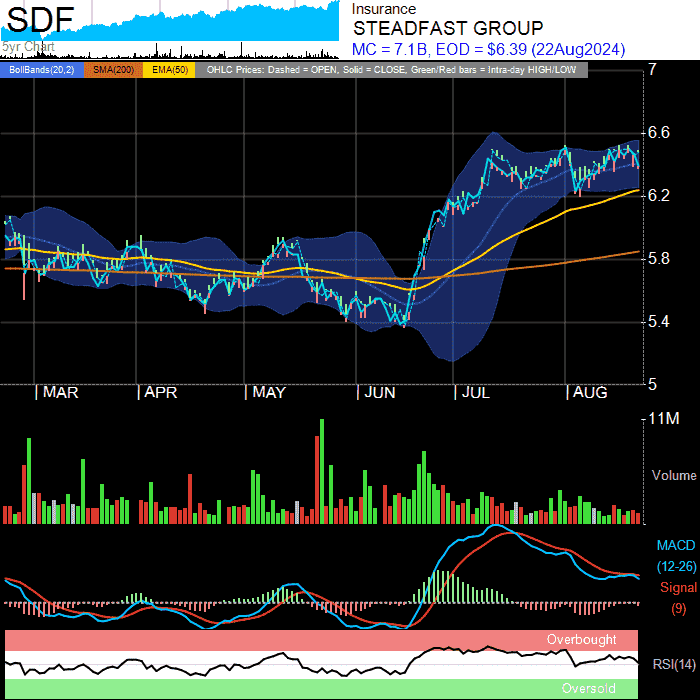 SDF
5yr Chart
Insurance
STEADFAST GROUP
MC = 7.1B, EOD = $6.39 (22Aug2024)
BollBands(20,2) SMA(200) EMA(50) OHLC Prices: Dashed = OPEN, Solid = CLOSE, Green/Red bars = Intra-day HIGH/LOW
7
6.6
6.2
5.8
5.4
5
| MAR | APR | MAY | JUN | JUL | AUG
11M
Volume
MACD
(12-26)
Signal
(9)
Overbought
RSI(14)
Oversold